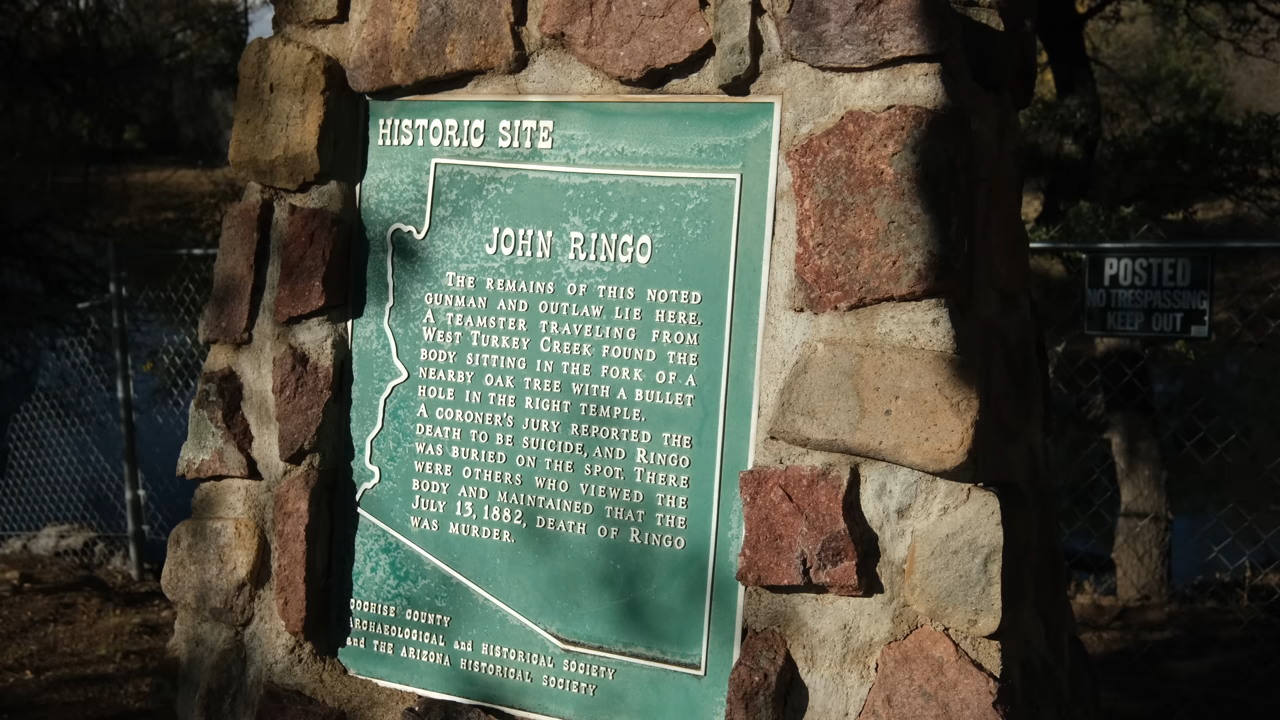 HISTORIC SITE
JOHN RINGO
THE REMAINS OF THIS NOTED
GUNMAN AND OUTLAW LIE HERE.
A TEAMSTER TRAVELING FROM
WEST TURKEY CREEK FOUND THE
BODY SITTING IN THE FORK OF A
NEARBY OAK TREE WITH A BULLET
HOLE IN THE RIGHT TEMPLE.
A CORONER'S JURY REPORTED THE
DEATH TO BE SUICIDE, AND RINGO
WAS BURIED ON THE SPOT. THERE
WERE OTHERS WHO VIEWED THE
BODY AND MAINTAINED THAT THE
JULY 13, 1882, DEATH OF RINGO
WAS MURDER.
COCHISE COUNTY
ARCHAEOLOGICAL and HISTORICAL SOCIETY
and THE ARIZONA HISTORICAL SOCIETY
POSTED
NO TRESPASSING
KEEP OUT